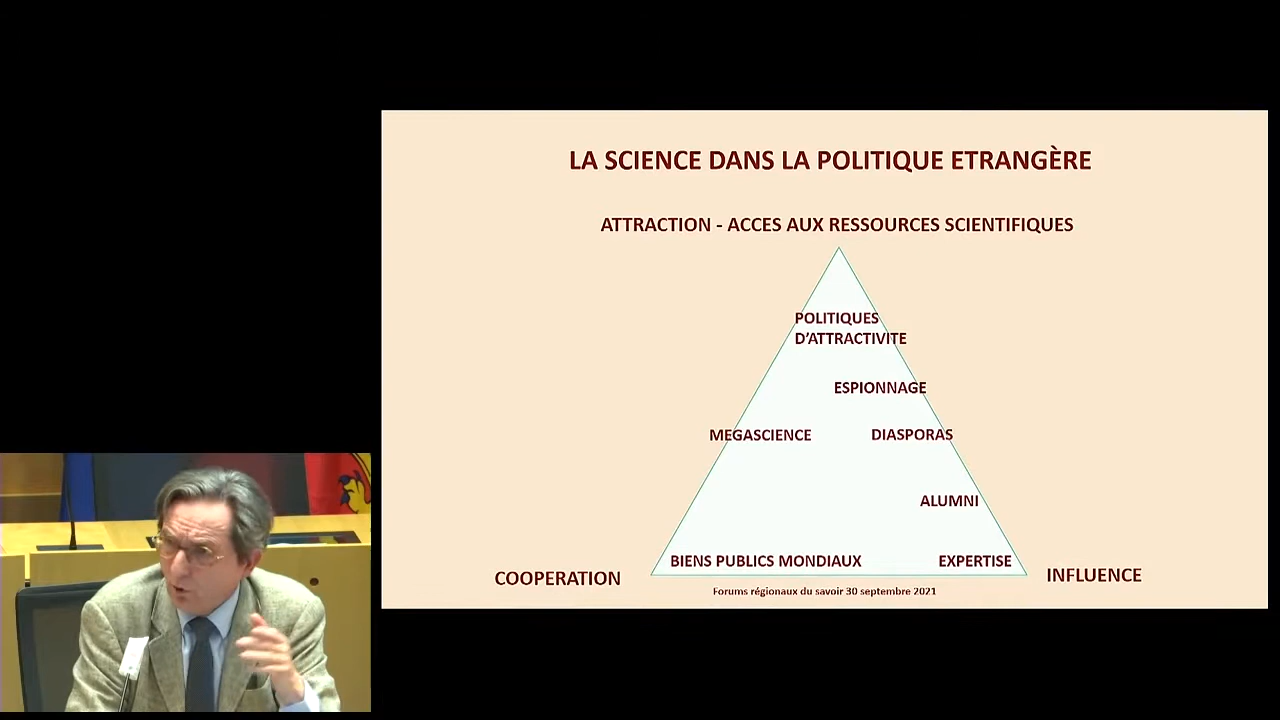 LA SCIENCE DANS LA POLITIQUE ETRANGÈRE
ATTRACTION - ACCES AUX RESSOURCES SCIENTIFIQUES
POLITIQUES
D'ATTRACTIVITE
ESPIONNAGE
MEGASCIENCE
DIASPORAS
ALUMNI
BIENS PUBLICS MONDIAUX
EXPERTISE
COOPERATION
INFLUENCE
Forums régionaux du savoir 30 septembre 2021